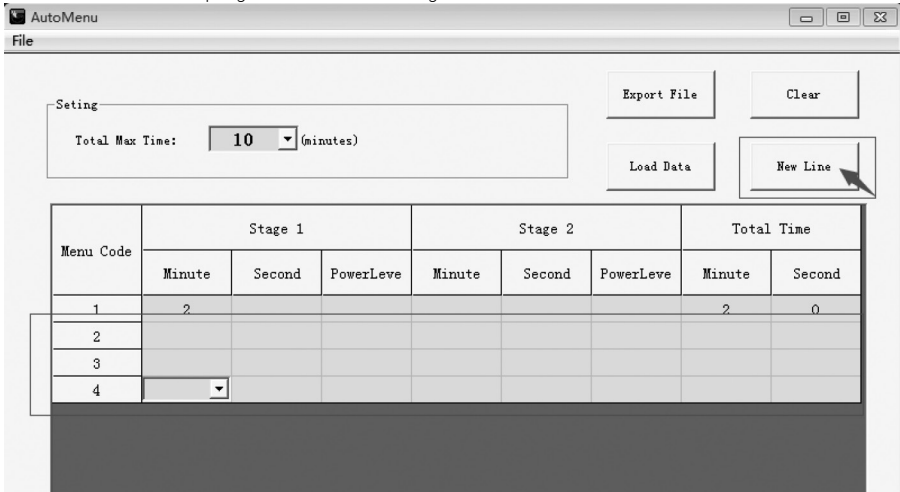 AutoMenu
File
Export File
Clear
Seting
Total Max Time: 10 (minutes)
Load Data
New Line
Menu Code
Stage 1
Stage 2
Total Time
Minute Second PowerLeve Minute Second PowerLeve Minute Second
1 2 2 0
2
3
4